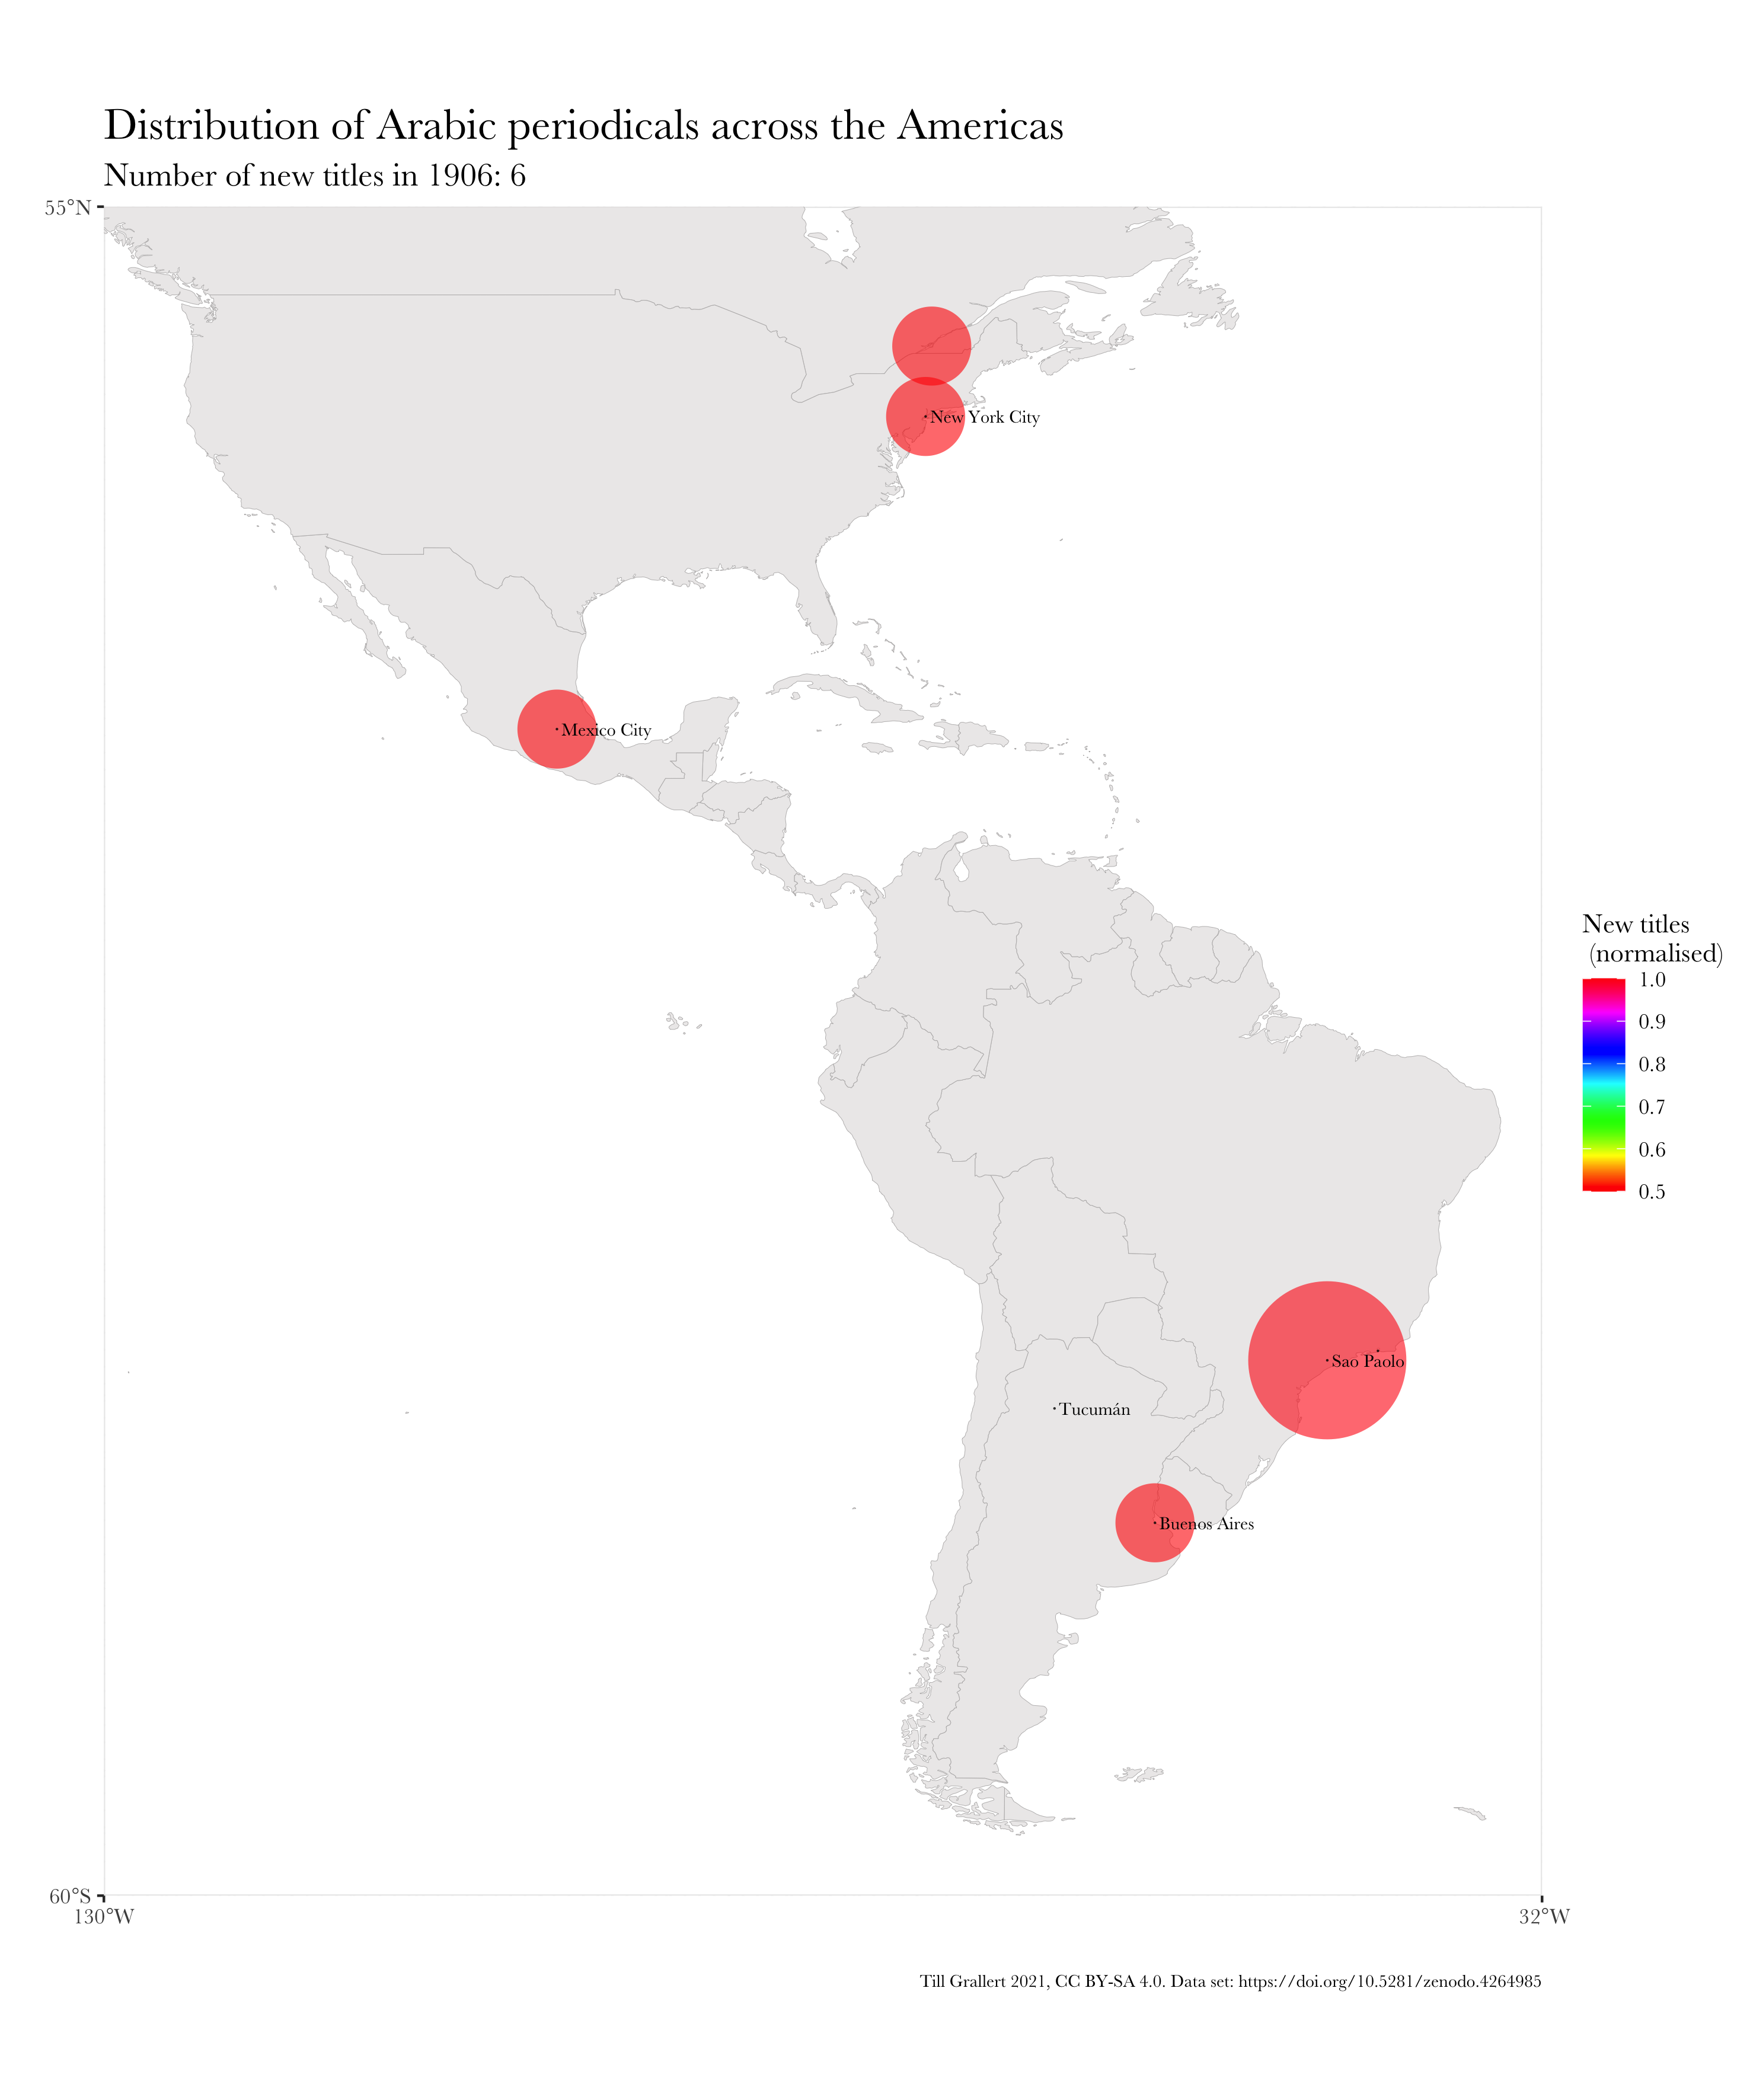 Distribution of Arabic periodicals across the Americas
Number of new titles in 1906: 6
55°N
New York City
Mexico City
New titles
(normalised)
1.0
0.9
0.8
0.7
0.6
0.5
Sao Paolo
Tucumán
Buenos Aires
60°S
130°W
32°W
Till Grallert 2021, CC BY-SA 4.0. Data set: https://doi.org/10.5281/zenodo.4264985